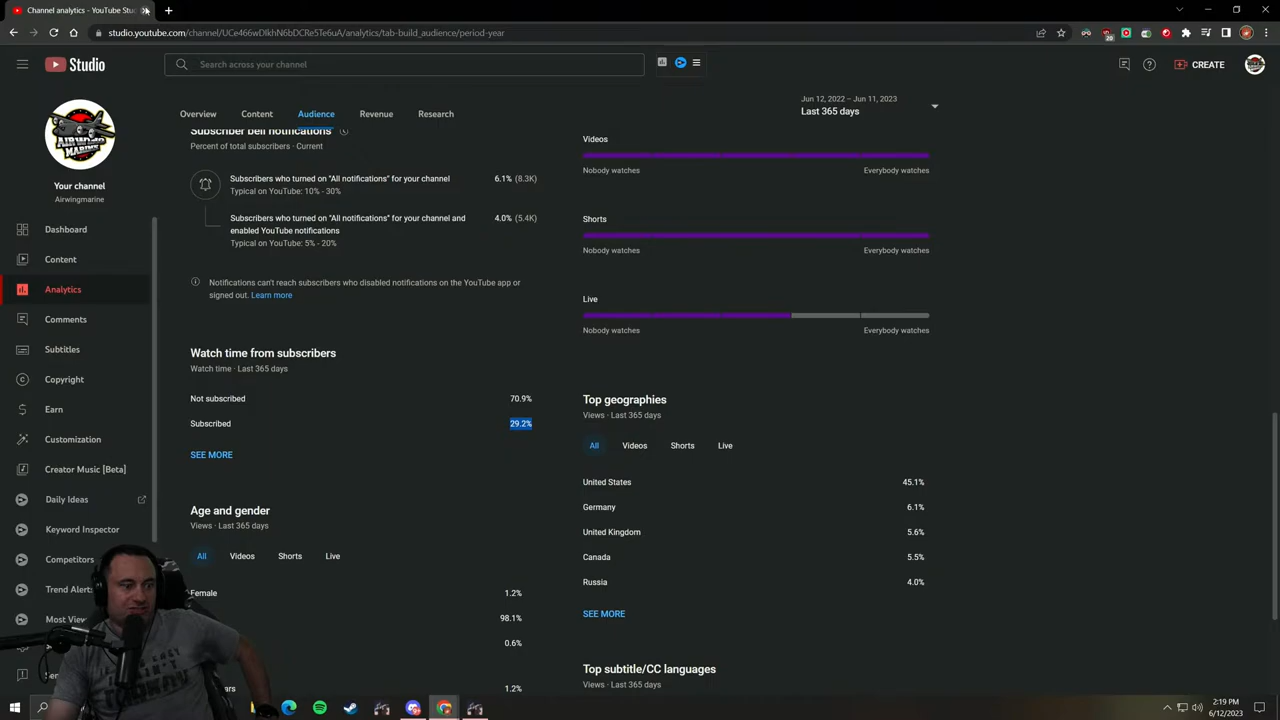 Channel analytics - YouTube Stu
studio.youtube.com/channel/UCe466wDIkhN6bDCRe5Te6uA/analytics/tab-build_audience/period-year
Studio
Search across your channel
CREATE
Overview
Content
Audience
Revenue
Research
Jun 12, 2022 – Jun 11, 2023
Last 365 days
AIRWING
MARINE
Your channel
Airwingmarine
Dashboard
Content
Analytics
Comments
Subtitles
Copyright
Earn
Customization
Creator Music [Beta]
Daily Ideas
Keyword Inspector
Competitors
Trend Alert
Most View
Subscriber bell notifications
Percent of total subscribers · Current
Subscribers who turned on "All notifications" for your channel 6.1% (8.3K)
Typical on YouTube: 10% - 30%
Subscribers who turned on "All notifications" for your channel and 4.0% (5.4K)
enabled YouTube notifications
Typical on YouTube: 5% - 20%
Notifications can't reach subscribers who disabled notifications on the YouTube app or
signed out. Learn more
Watch time from subscribers
Watch time · Last 365 days
Not subscribed 70.9%
Subscribed 29.2%
SEE MORE
Age and gender
Views · Last 365 days
All Videos Shorts Live
Female 1.2%
98.1%
0.6%
1.2%
Videos
Nobody watches Everybody watches
Shorts
Nobody watches Everybody watches
Live
Nobody watches Everybody watches
Top geographies
Views · Last 365 days
All Videos Shorts Live
United States 45.1%
Germany 6.1%
United Kingdom 5.6%
Canada 5.5%
Russia 4.0%
SEE MORE
Top subtitle/CC languages
Views · Last 365 days
2:19 PM
6/12/2023